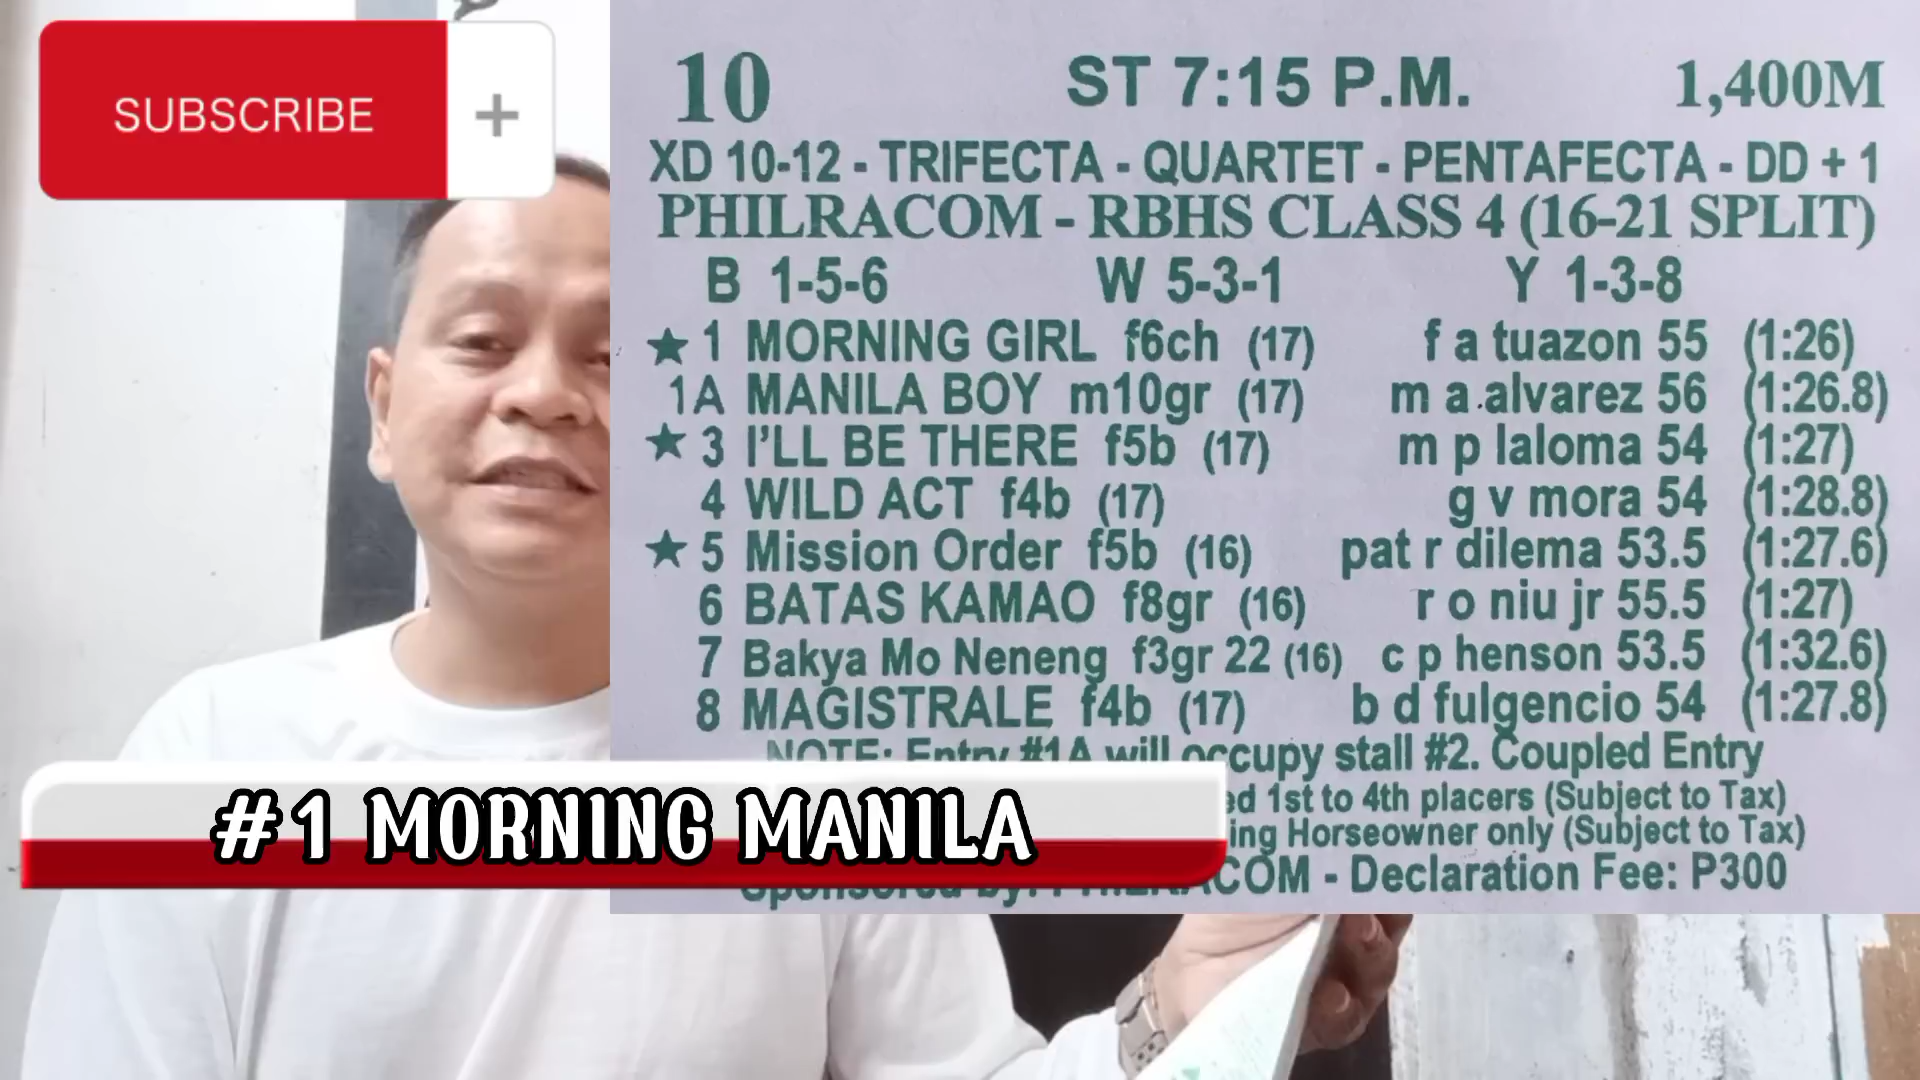 SUBSCRIBE +
10 ST 7:15 P.M. 1,400M
XD 10-12 - TRIFECTA - QUARTET - PENTAFECTA - DD + 1
PHILRACOM - RBHS CLASS 4 (16-21 SPLIT)
B 1-5-6 W 5-3-1 Y 1-3-8
★ 1 MORNING GIRL f6ch (17) f a tuazon 55 (1:26)
1A MANILA BOY m10gr (17) m a alvarez 56 (1:26.8)
★ 3 I'LL BE THERE f5b (17) m p laloma 54 (1:27)
4 WILD ACT f4b (17) g v mora 54 (1:28.8)
★ 5 Mission Order f5b (16) pat r dilema 53.5 (1:27.6)
6 BATAS KAMAO f8gr (16) r o niu jr 55.5 (1:27)
7 Bakya Mo Neneng f3gr 22 (16) c p henson 53.5 (1:32.6)
8 MAGISTRALE f4b (17) b d fulgencio 54 (1:27.8)
NOTE: Entry #1A will occupy stall #2. Coupled Entry
1st to 4th placers (Subject to Tax)
Horseowner only (Subject to Tax)
Sponsored by: PHILRACOM - Declaration Fee: P300
#1 MORNING MANILA